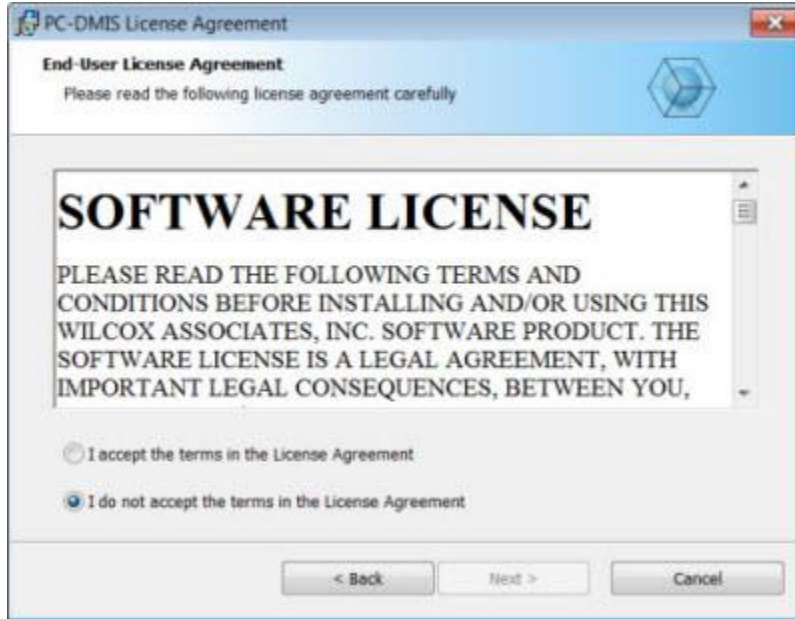 PC-DMIS License Agreement
End-User License Agreement
Please read the following license agreement carefully
SOFTWARE LICENSE
PLEASE READ THE FOLLOWING TERMS AND
CONDITIONS BEFORE INSTALLING AND/OR USING THIS
WILCOX ASSOCIATES, INC. SOFTWARE PRODUCT. THE
SOFTWARE LICENSE IS A LEGAL AGREEMENT, WITH
IMPORTANT LEGAL CONSEQUENCES, BETWEEN YOU,
I accept the terms in the License Agreement
I do not accept the terms in the License Agreement
< Back
Next >
Cancel